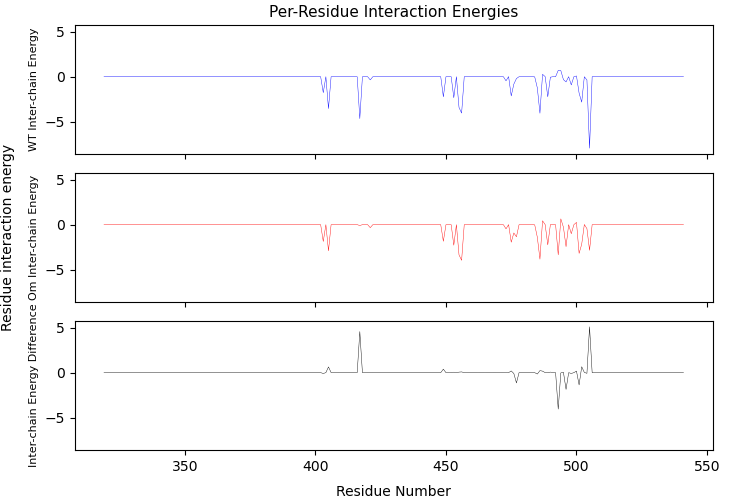 Per-Residue Interaction Energies
Residue interaction energy
WT Inter-chain Energy
5
0
−5
Om Inter-chain Energy
5
0
−5
Inter-chain Energy Difference
5
0
−5
350
400
450
500
550
Residue Number